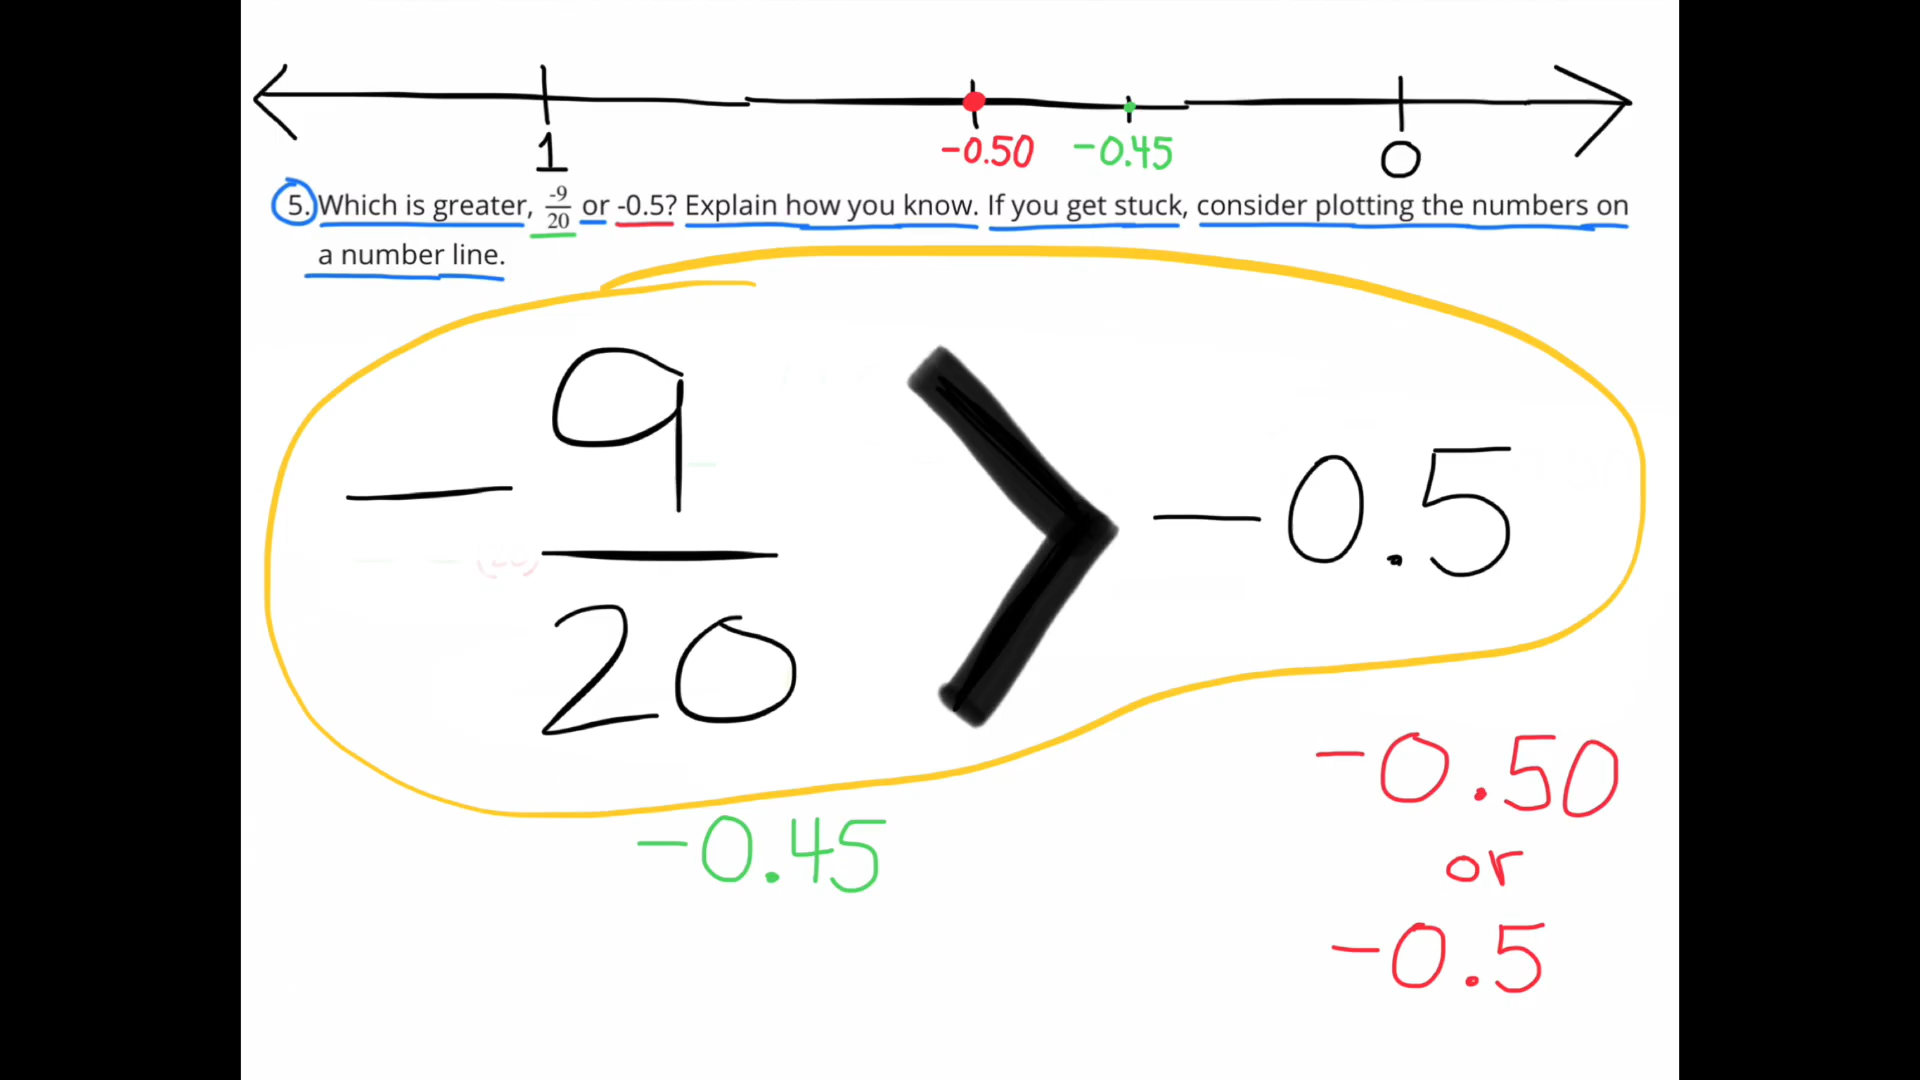 1 -0.50 -0.45 0
5. Which is greater, -9/20 or -0.5? Explain how you know. If you get stuck, consider plotting the numbers on
a number line.
-9/20 > -0.5
-0.50
-0.45
or
-0.5